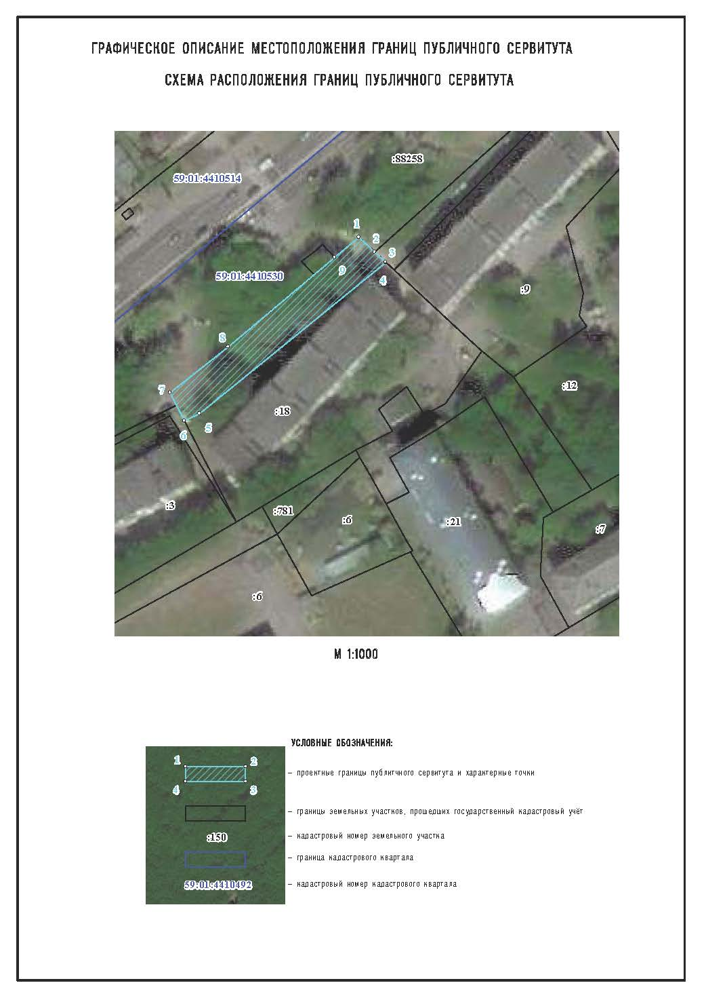 ГРАФИЧЕСКОЕ ОПИСАНИЕ МЕСТОПОЛОЖЕНИЯ ГРАНИЦ ПУБЛИЧНОГО СЕРВИТУТА
СХЕМА РАСПОЛОЖЕНИЯ ГРАНИЦ ПУБЛИЧНОГО СЕРВИТУТА
:88258
59:01:4410514
1
2
3
9
4
59:01:4410530
:9
8
:12
7
:18
5
6
:3
:781
:6
:21
:7
:6
М 1:1000
УСЛОВНЫЕ ОБОЗНАЧЕНИЯ:
1 2
– проектные границы публитчного сервитута и характерные точки
4 3
– границы земельных участков, прошедших государственный кадастровый учёт
:150
– кадастровый номер земельного участка
– граница кадастрового квартала
59:01:4410492
– кадастровый номер кадастрового квартала